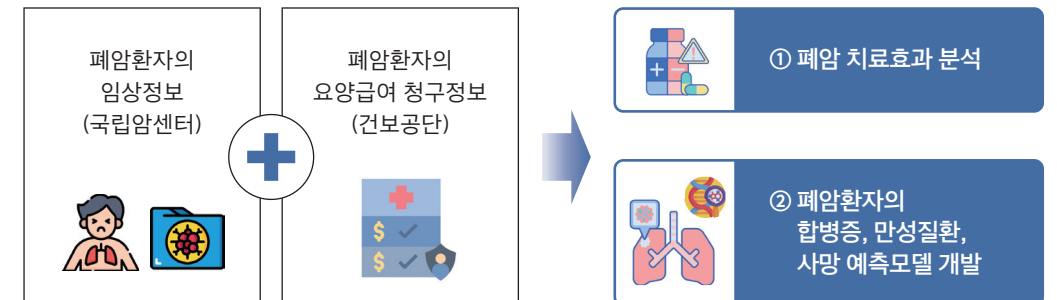 폐암환자의
임상정보
(국립암센터)
폐암환자의
요양급여 청구정보
(건보공단)
① 폐암 치료효과 분석
② 폐암환자의
합병증, 만성질환,
사망 예측모델 개발